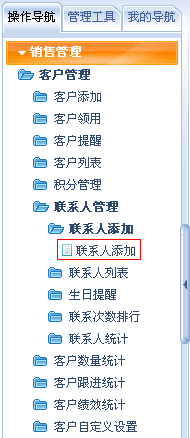 操作导航 管理工具 我的导航
销售管理
客户管理
客户添加
客户领用
客户提醒
客户列表
积分管理
联系人管理
联系人添加
联系人添加
联系人列表
生日提醒
联系次数排行
联系人统计
客户数量统计
客户跟进统计
客户绩效统计
客户自定义设置